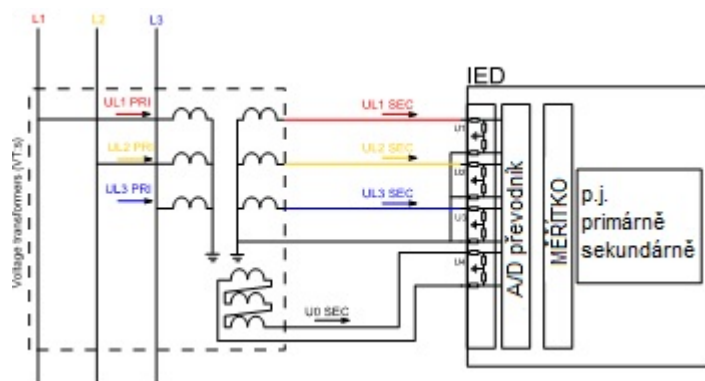 L1 L2 L3
IED
UL1 PRI
UL1 SEC
U1
UL2 PRI
UL2 SEC
U2
UL3 PRI
UL3 SEC
U3
U4
U0 SEC
Voltage transformers (VT:s)
A/D převodník
MĚŘÍTKO
p.j.
primárně
sekundárně